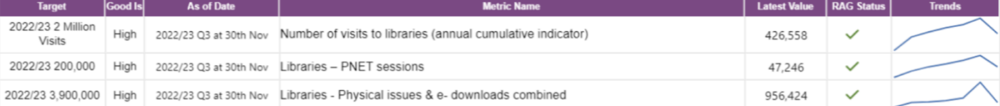 Target Good Is As of Date Metric Name Latest Value RAG Status Trends
2022/23 2 Million
Visits
High 2022/23 Q3 at 30th Nov Number of visits to libraries (annual cumulative indicator) 426,558
2022/23 200,000 High 2022/23 Q3 at 30th Nov Libraries – PNET sessions 47,246
2022/23 3,900,000 High 2022/23 Q3 at 30th Nov Libraries - Physical issues & e- downloads combined 956,424